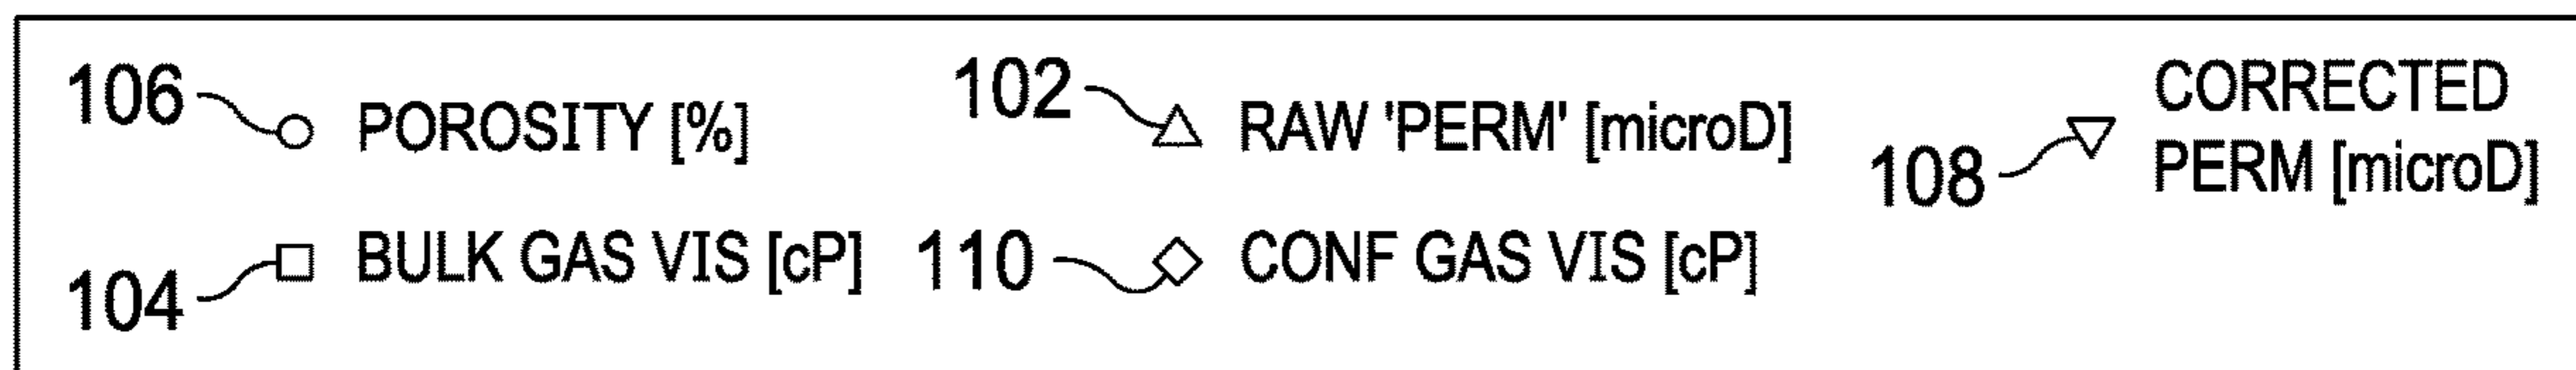 106 POROSITY [%]
102 RAW 'PERM' [microD]
108 CORRECTED
PERM [microD]
104 BULK GAS VIS [cP]
110 CONF GAS VIS [cP]